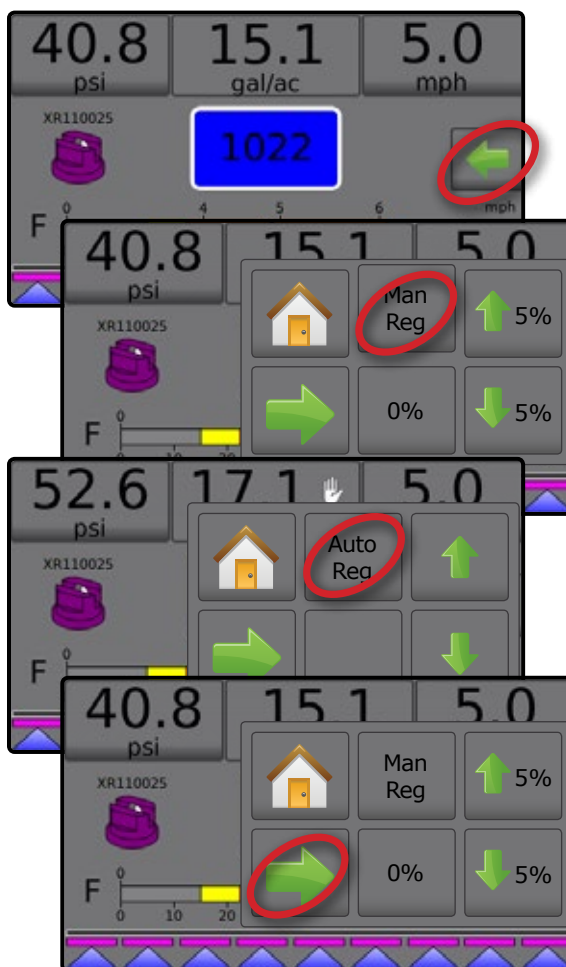 40.8 15.1 5.0
psi gal/ac mph
XR110025
1022
0 4 5 6 mph
F
40.8 15.1 5.0
psi
Man
Reg
5%
XR110025
0% 5%
0
F
0 10 20
52.6 17.1 5.0
psi
Auto
Reg
XR110025
0
F
40.8 15.1 5.0
psi
Man
Reg
5%
XR110025
0% 5%
0
F
0 10 20